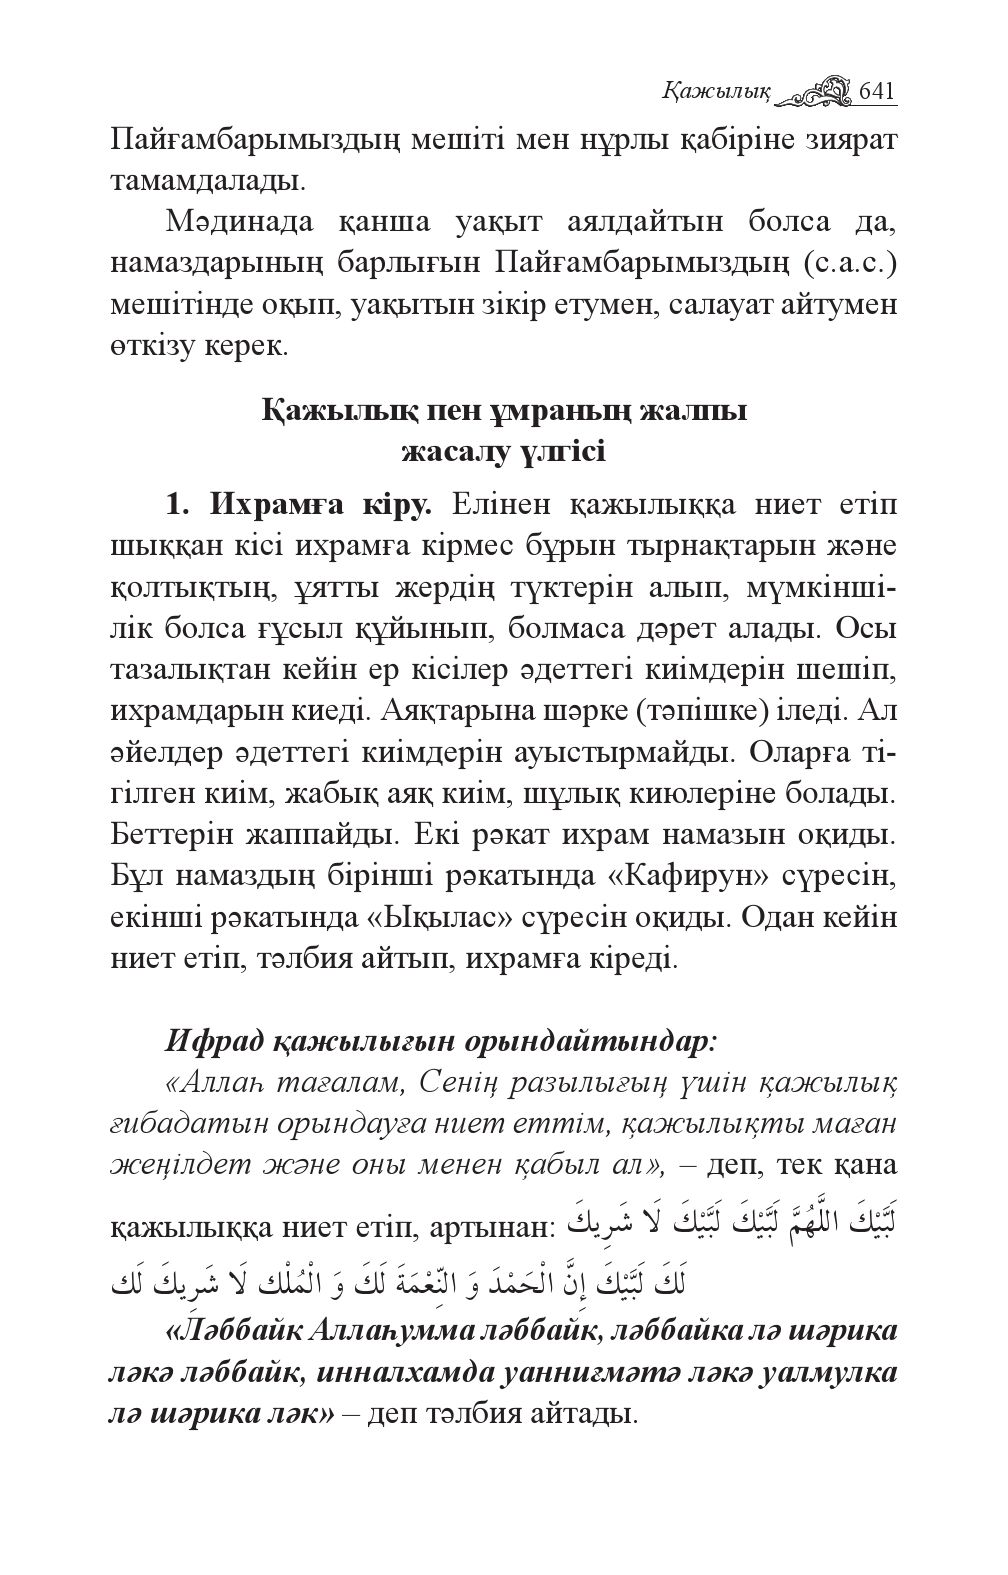 Қажылық 641
Пайғамбарымыздың мешіті мен нұрлы қабіріне зиярат
тамамдалады.
Мәдинада қанша уақыт аялдайтын болса да,
намаздарының барлығын Пайғамбарымыздың (с.а.с.)
мешітінде оқып, уақытын зікір етумен, салауат айтумен
өткізу керек.
Қажылық пен ұмраның жалпы
жасалу үлгісі
1. Ихрамға кіру. Елінен қажылыққа ниет етіп
шыққан кісі ихрамға кірмес бұрын тырнақтарын және
қолтықтың, ұятты жердің түктерін алып, мүмкінші-
лік болса ғұсыл құйынып, болмаса дәрет алады. Осы
тазалықтан кейін ер кісілер әдеттегі киімдерін шешіп,
ихрамдарын киеді. Аяқтарына шәрке (тәпішке) іледі. Ал
әйелдер әдеттегі киімдерін ауыстырмайды. Оларға ті-
гілген киім, жабық аяқ киім, шұлық киюлеріне болады.
Беттерін жаппайды. Екі рәкат ихрам намазын оқиды.
Бұл намаздың бірінші рәкатында «Кафирун» сүресін,
екінші рәкатында «Ықылас» сүресін оқиды. Одан кейін
ниет етіп, тәлбия айтып, ихрамға кіреді.
Ифрад қажылығын орындайтындар:
«Аллаһ тағалам, Сенің разылығың үшін қажылық
ғибадатын орындауға ниет еттім, қажылықты маған
жеңілдет және оны менен қабыл ал», – деп, тек қана
қажылыққа ниет етіп, артынан: لَبَّيْكَ اللَّهُمَّ لَبَّيْكَ لَبَّيْكَ لَا شَرِيكَ
لَكَ لَبَّيْكَ إِنَّ الْحَمْدَ وَ النِّعْمَةَ لَكَ وَ الْمُلْك لَا شَرِيكَ لَك
«Ләббайк Аллаһумма ләббайк, ләббайка лә шәрика
ләкә ләббайк, инналхамда уанниғмәтә ләкә уалмулка
лә шәрика ләк» – деп тәлбия айтады.